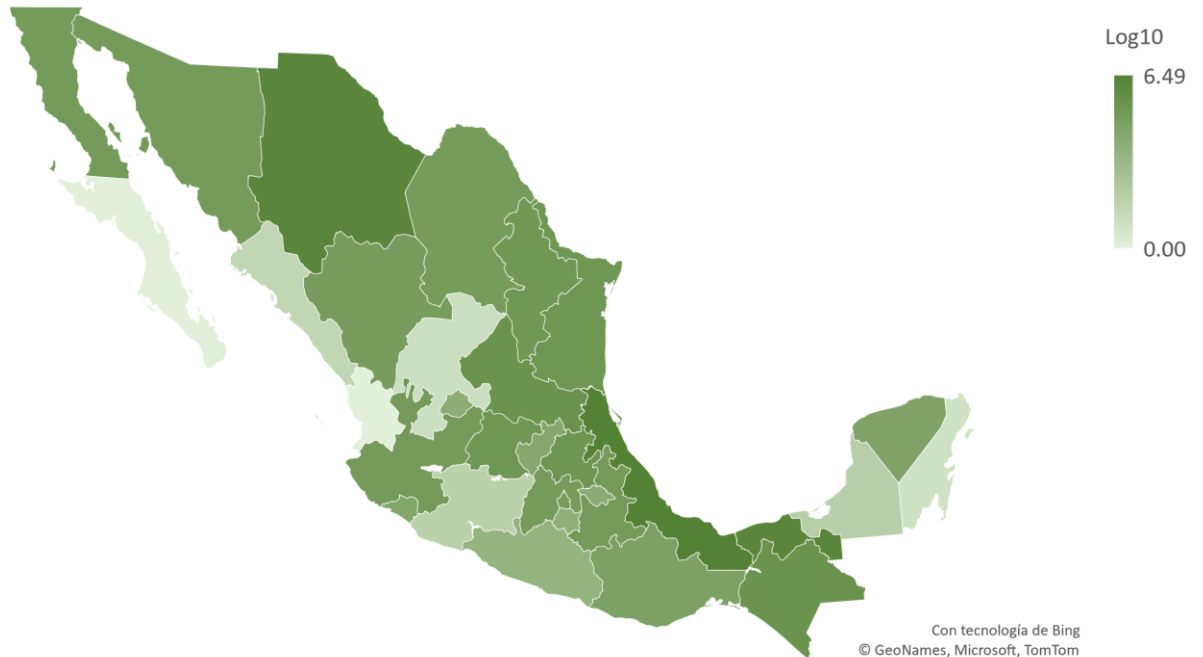 Log10
6.49
0.00
Con tecnología de Bing
© GeoNames, Microsoft, TomTom